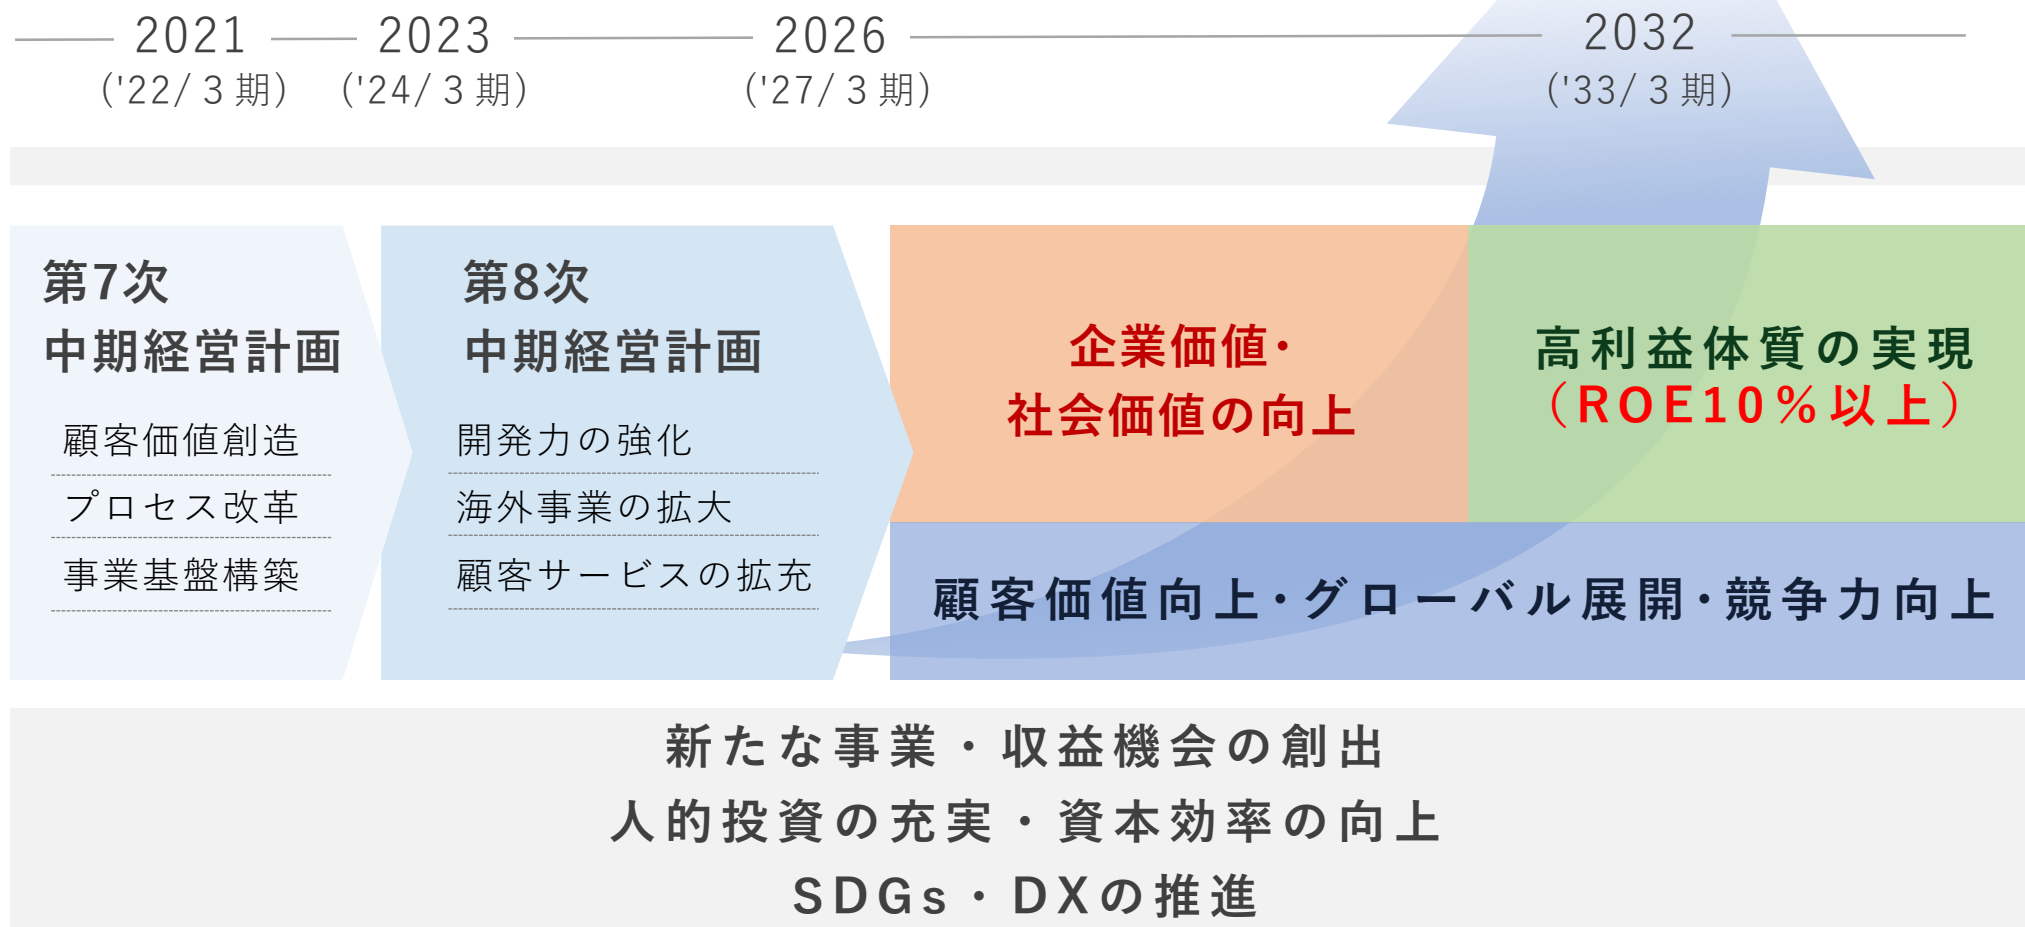 2021 2023 2026 2032
('22/３期) ('24/３期) ('27/３期) ('33/３期)
第7次
中期経営計画
顧客価値創造
プロセス改革
事業基盤構築
第8次
中期経営計画
開発力の強化
海外事業の拡大
顧客サービスの拡充
企業価値･
社会価値の向上
高利益体質の実現
（ROE10％以上）
顧客価値向上･グローバル展開･競争力向上
新たな事業・収益機会の創出
人的投資の充実・資本効率の向上
SDGs・DXの推進